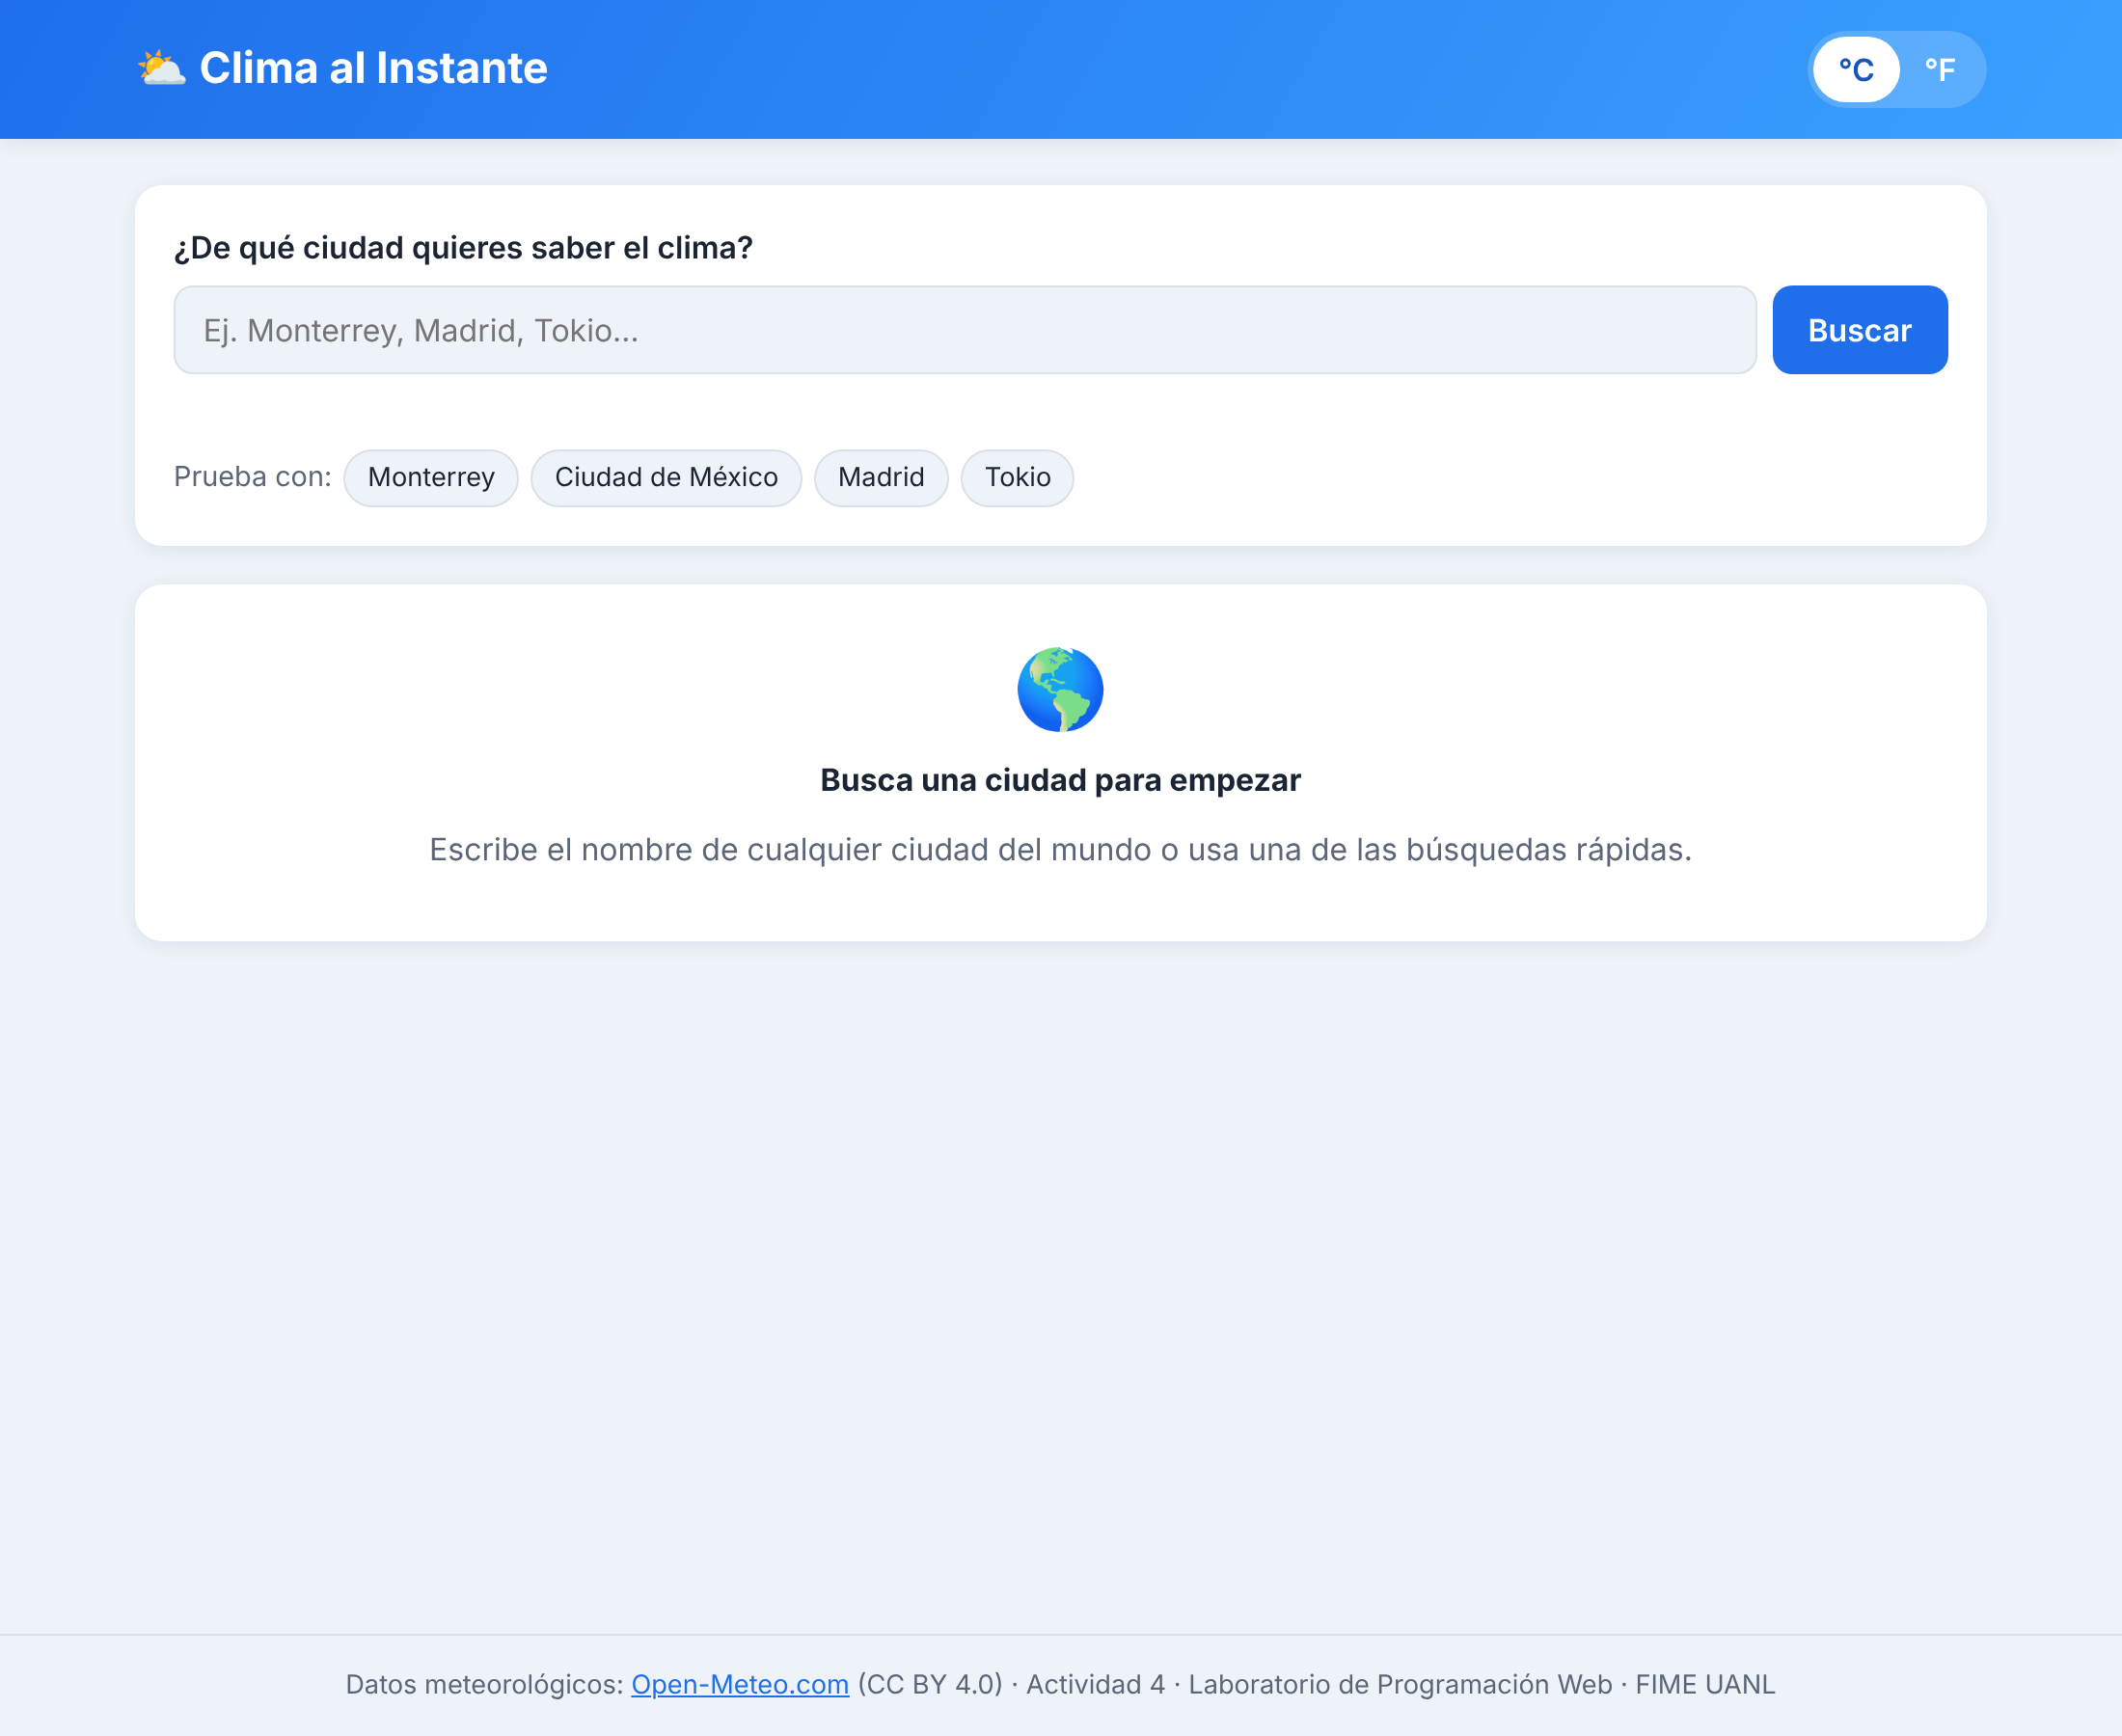 Clima al Instante
°C °F
¿De qué ciudad quieres saber el clima?
Ej. Monterrey, Madrid, Tokio...
Buscar
Prueba con: Monterrey Ciudad de México Madrid Tokio
Busca una ciudad para empezar
Escribe el nombre de cualquier ciudad del mundo o usa una de las búsquedas rápidas.
Datos meteorológicos: Open-Meteo.com (CC BY 4.0) · Actividad 4 · Laboratorio de Programación Web · FIME UANL